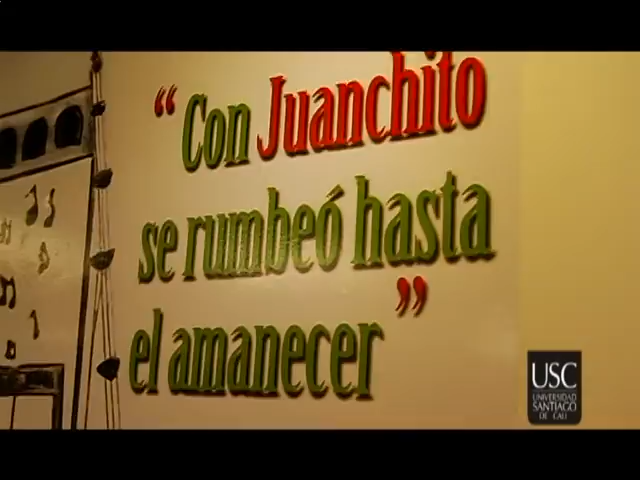 “Con Juanchito
se rumbeó hasta
el amanecer”
USC
UNIVERSIDAD
SANTIAGO
DE CALI